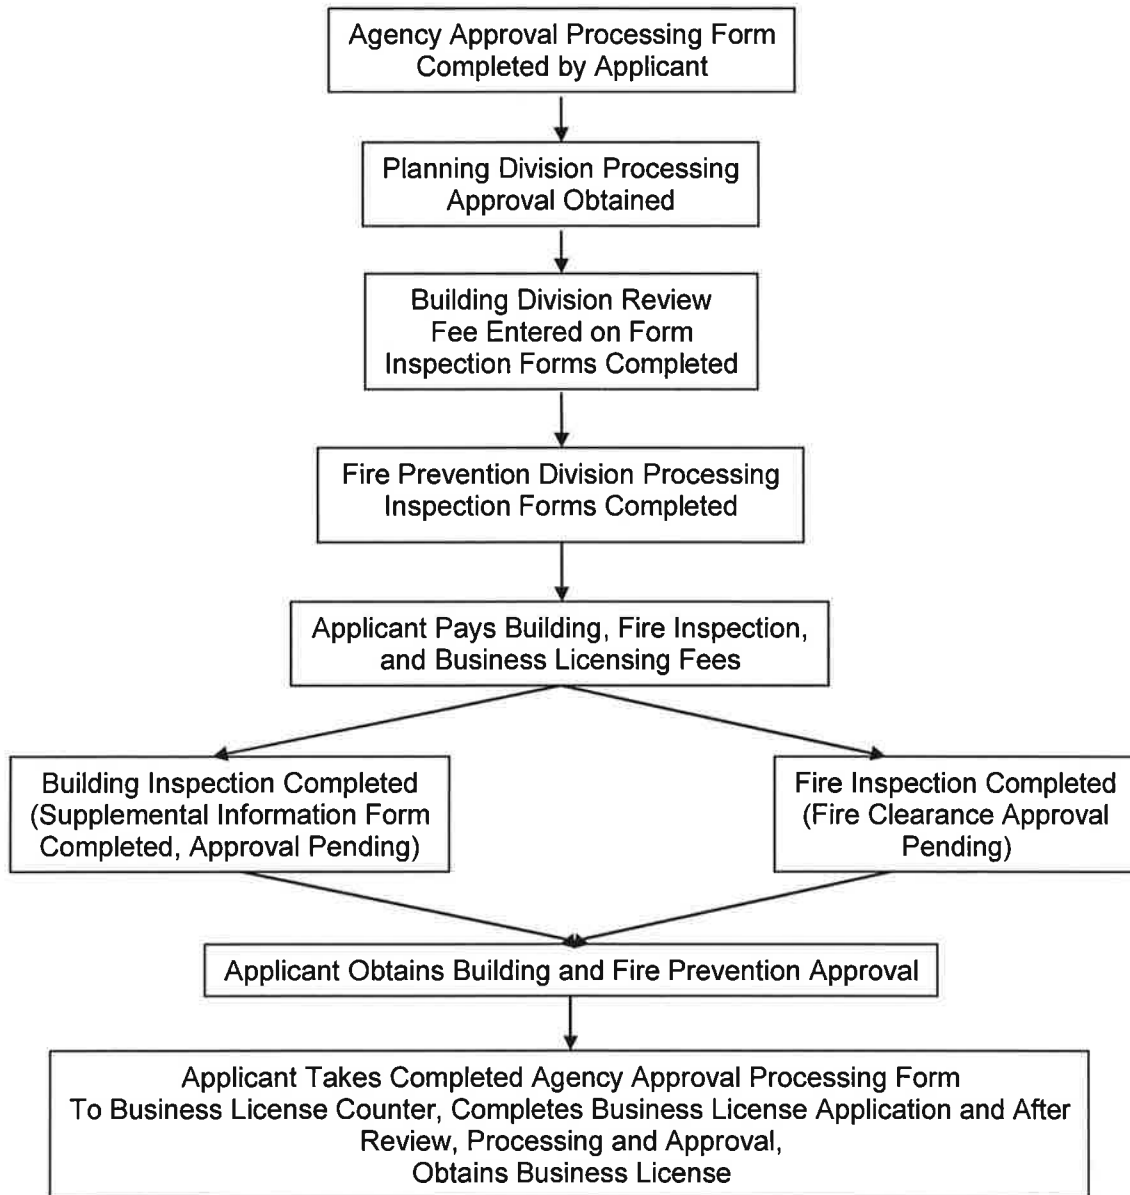 Agency Approval Processing Form
Completed by Applicant
Planning Division Processing
Approval Obtained
Building Division Review
Fee Entered on Form
Inspection Forms Completed
Fire Prevention Division Processing
Inspection Forms Completed
Applicant Pays Building, Fire Inspection,
and Business Licensing Fees
Building Inspection Completed
(Supplemental Information Form
Completed, Approval Pending)
Fire Inspection Completed
(Fire Clearance Approval
Pending)
Applicant Obtains Building and Fire Prevention Approval
Applicant Takes Completed Agency Approval Processing Form
To Business License Counter, Completes Business License Application and After
Review, Processing and Approval,
Obtains Business License